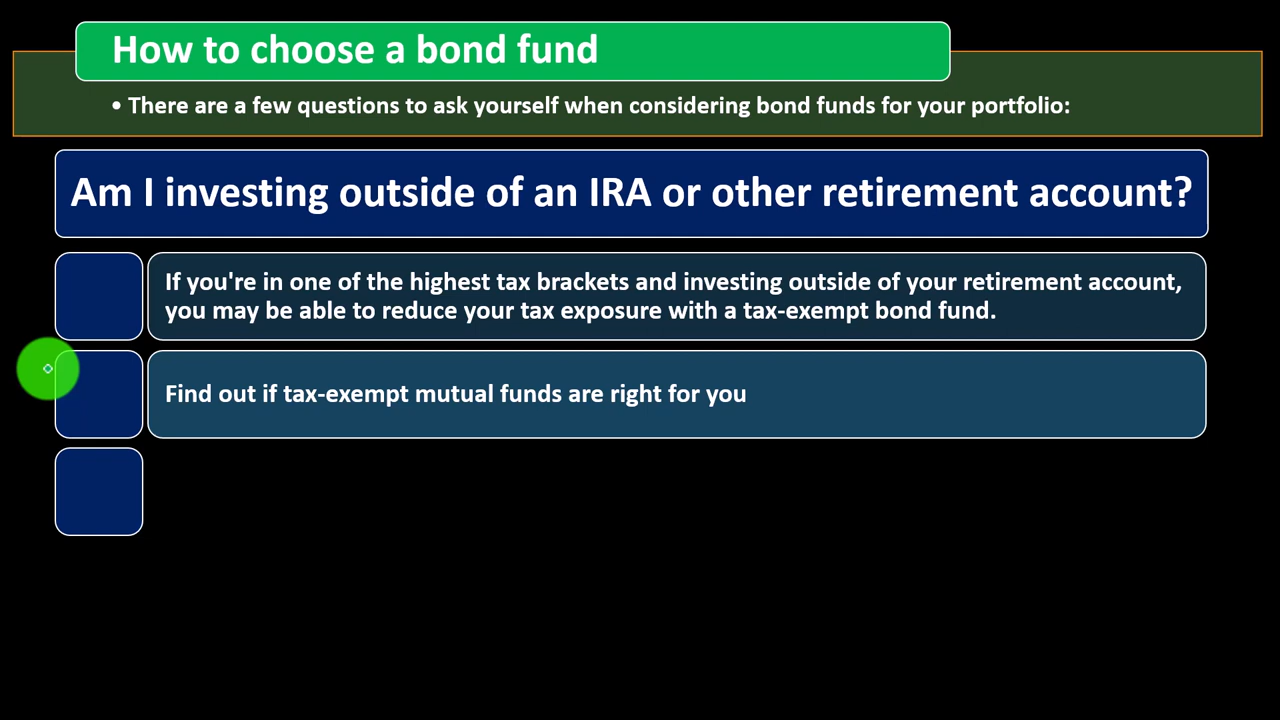 How to choose a bond fund
• There are a few questions to ask yourself when considering bond funds for your portfolio:
Am I investing outside of an IRA or other retirement account?
If you're in one of the highest tax brackets and investing outside of your retirement account,
you may be able to reduce your tax exposure with a tax-exempt bond fund.
Find out if tax-exempt mutual funds are right for you